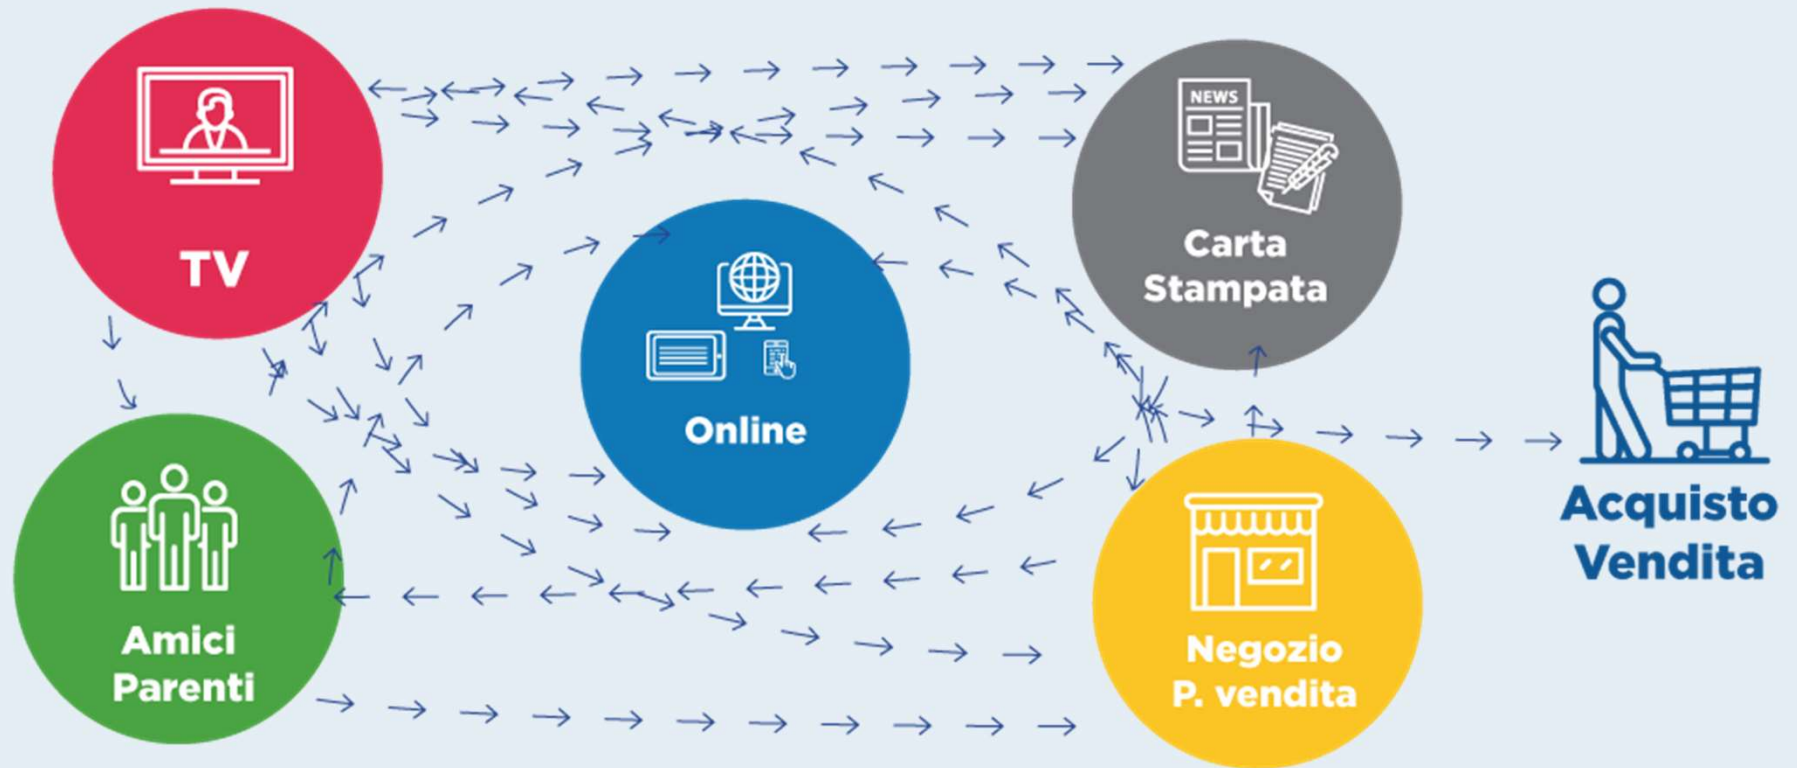 TV
NEWS
Carta
Stampata
Online
Amici
Parenti
Negozio
P. vendita
Acquisto
Vendita